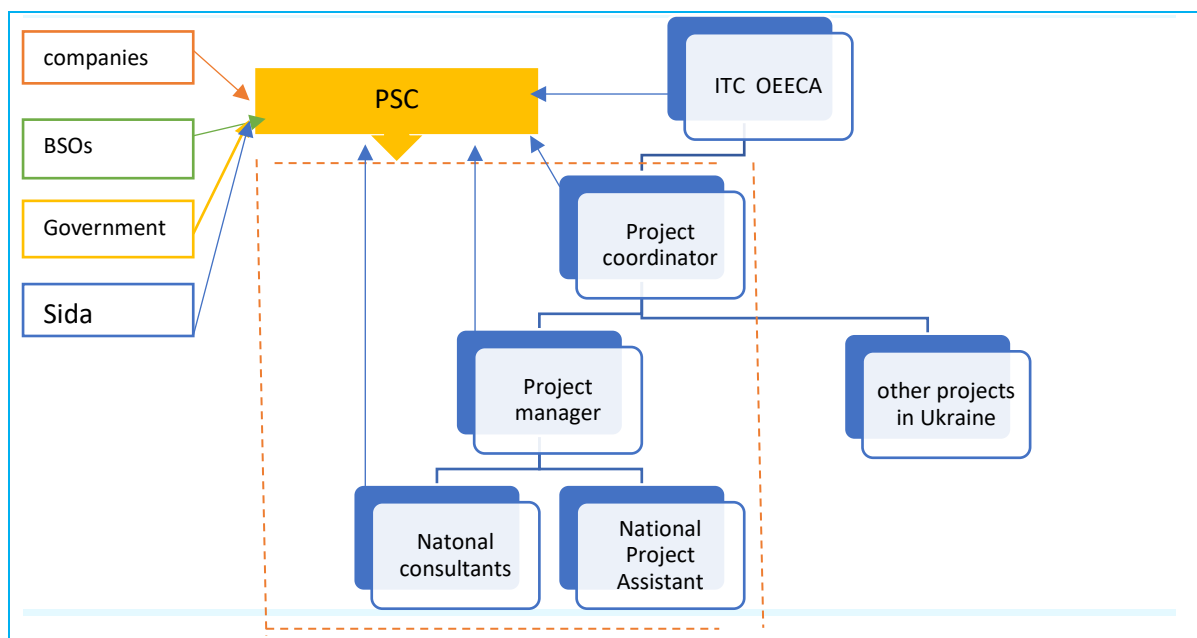 companies
PSC
ITC OEECA
BSOs
Government
Sida
Project
coordinator
Project
manager
other projects
in Ukraine
Natonal
consultants
National
Project
Assistant